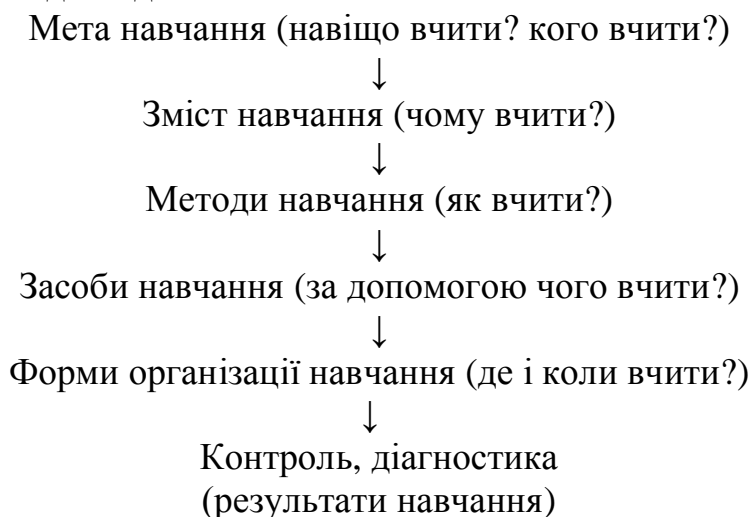 Мета навчання (навіщо вчити? кого вчити?)
↓
Зміст навчання (чому вчити?)
↓
Методи навчання (як вчити?)
↓
Засоби навчання (за допомогою чого вчити?)
↓
Форми організації навчання (де і коли вчити?)
↓
Контроль, діагностика
(результати навчання)